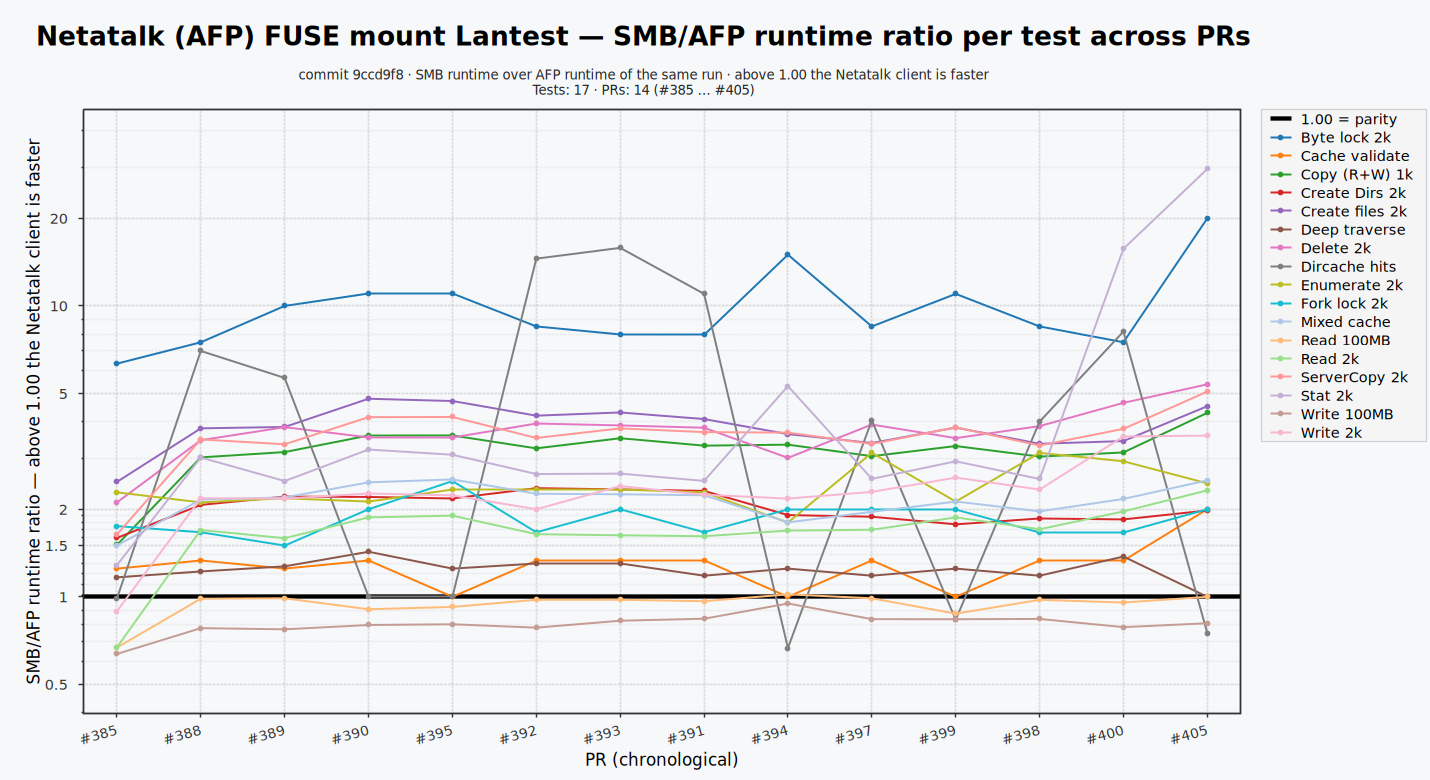 Netatalk (AFP) FUSE mount Lantest — SMB/AFP runtime ratio per test across PRs
commit 9ccd9f8 · SMB runtime over AFP runtime of the same run · above 1.00 the Netatalk client is faster
Tests: 17 · PRs: 14 (#385 … #405)
SMB/AFP runtime ratio — above 1.00 the Netatalk client is faster
20
10
5
2
1.5
1
0.5
#385
#388
#389
#390
#395
#392
#393
#391
#394
#397
#399
#398
#400
#405
PR (chronological)
1.00 = parity
Byte lock 2k
Cache validate
Copy (R+W) 1k
Create Dirs 2k
Create files 2k
Deep traverse
Delete 2k
Dircache hits
Enumerate 2k
Fork lock 2k
Mixed cache
Read 100MB
Read 2k
ServerCopy 2k
Stat 2k
Write 100MB
Write 2k